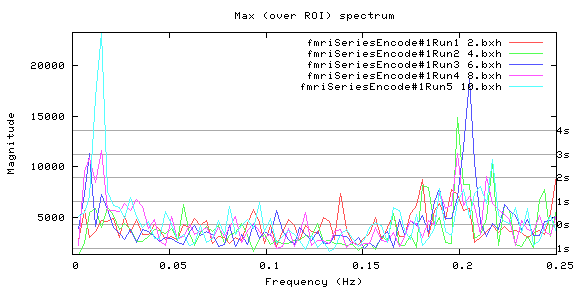 Max (over ROI) spectrum
fmriSeriesEncode#1Run1 2.bxh
fmriSeriesEncode#1Run2 4.bxh
fmriSeriesEncode#1Run3 6.bxh
fmriSeriesEncode#1Run4 8.bxh
fmriSeriesEncode#1Run5 10.bxh
20000
15000
10000
5000
Magnitude
4s
3s
2s
1s
0s
1s
0
0.05
0.1
0.15
0.2
0.25
Frequency (Hz)